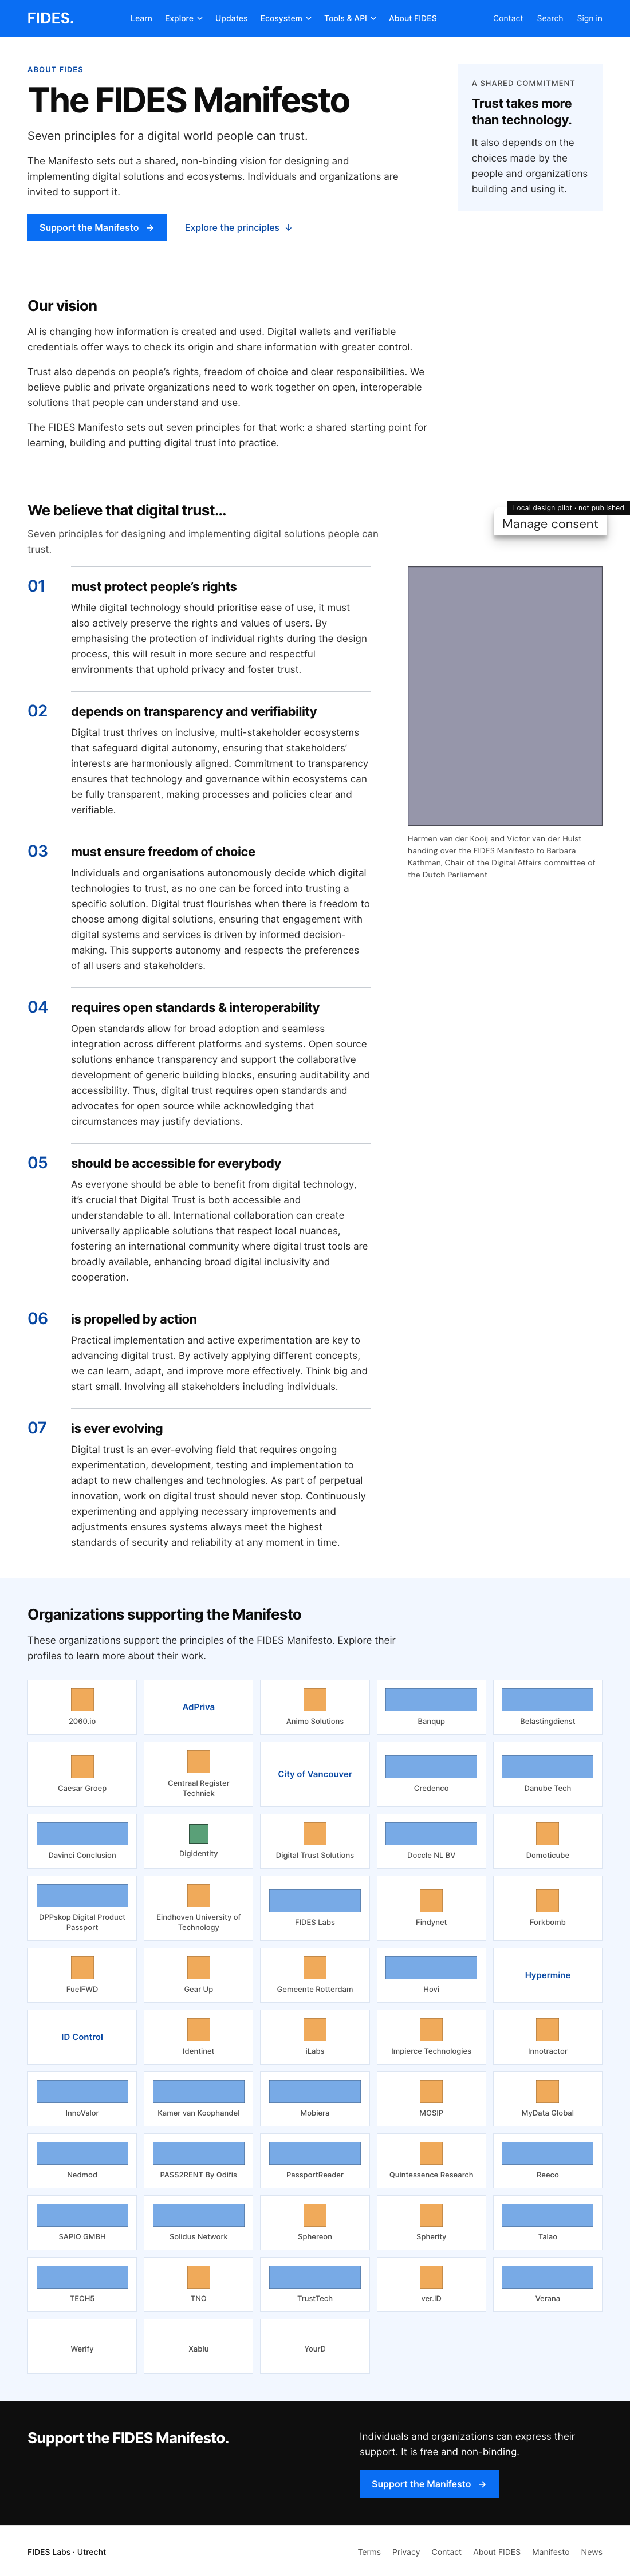 FIDES.
Learn
Explore
Updates
Ecosystem
Tools & API
About FIDES
Contact
Search
Sign in
ABOUT FIDES
The FIDES Manifesto
Seven principles for a digital world people can trust.
The Manifesto sets out a shared, non-binding vision for designing and
implementing digital solutions and ecosystems. Individuals and organizations are
invited to support it.
Support the Manifesto →
Explore the principles ↓
A SHARED COMMITMENT
Trust takes more
than technology.
It also depends on the
choices made by the
people and organizations
building and using it.
Our vision
AI is changing how information is created and used. Digital wallets and verifiable
credentials offer ways to check its origin and share information with greater control.
Trust also depends on people’s rights, freedom of choice and clear responsibilities. We
believe public and private organizations need to work together on open, interoperable
solutions that people can understand and use.
The FIDES Manifesto sets out seven principles for that work: a shared starting point for
learning, building and putting digital trust into practice.
We believe that digital trust...
Seven principles for designing and implementing digital solutions people can
trust.
Local design pilot · not published
Manage consent
01
must protect people’s rights
While digital technology should prioritise ease of use, it must
also actively preserve the rights and values of users. By
emphasising the protection of individual rights during the design
process, this will result in more secure and respectful
environments that uphold privacy and foster trust.
02
depends on transparency and verifiability
Digital trust thrives on inclusive, multi-stakeholder ecosystems
that safeguard digital autonomy, ensuring that stakeholders’
interests are harmoniously aligned. Commitment to transparency
ensures that technology and governance within ecosystems can
be fully transparent, making processes and policies clear and
verifiable.
Harmen van der Kooij and Victor van der Hulst
handing over the FIDES Manifesto to Barbara
Kathman, Chair of the Digital Affairs committee of
the Dutch Parliament
03
must ensure freedom of choice
Individuals and organisations autonomously decide which digital
technologies to trust, as no one can be forced into trusting a
specific solution. Digital trust flourishes when there is freedom to
choose among digital solutions, ensuring that engagement with
digital systems and services is driven by informed decision-
making. This supports autonomy and respects the preferences
of all users and stakeholders.
04
requires open standards & interoperability
Open standards allow for broad adoption and seamless
integration across different platforms and systems. Open source
solutions enhance transparency and support the collaborative
development of generic building blocks, ensuring auditability and
accessibility. Thus, digital trust requires open standards and
advocates for open source while acknowledging that
circumstances may justify deviations.
05
should be accessible for everybody
As everyone should be able to benefit from digital technology,
it’s crucial that Digital Trust is both accessible and
understandable to all. International collaboration can create
universally applicable solutions that respect local nuances,
fostering an international community where digital trust tools are
broadly available, enhancing broad digital inclusivity and
cooperation.
06
is propelled by action
Practical implementation and active experimentation are key to
advancing digital trust. By actively applying different concepts,
we can learn, adapt, and improve more effectively. Think big and
start small. Involving all stakeholders including individuals.
07
is ever evolving
Digital trust is an ever-evolving field that requires ongoing
experimentation, development, testing and implementation to
adapt to new challenges and technologies. As part of perpetual
innovation, work on digital trust should never stop. Continuously
experimenting and applying necessary improvements and
adjustments ensures systems always meet the highest
standards of security and reliability at any moment in time.
Organizations supporting the Manifesto
These organizations support the principles of the FIDES Manifesto. Explore their
profiles to learn more about their work.
2060.io
AdPriva
Animo Solutions
Banqup
Belastingdienst
Caesar Groep
Centraal Register
Techniek
City of Vancouver
Credenco
Danube Tech
Davinci Conclusion
Digidentity
Digital Trust Solutions
Doccle NL BV
Domoticube
DPPskop Digital Product
Passport
Eindhoven University of
Technology
FIDES Labs
Findynet
Forkbomb
FuelFWD
Gear Up
Gemeente Rotterdam
Hovi
Hypermine
ID Control
Identinet
iLabs
Impierce Technologies
Innotractor
InnoValor
Kamer van Koophandel
Mobiera
MOSIP
MyData Global
Nedmod
PASS2RENT By Odifis
PassportReader
Quintessence Research
Reeco
SAPIO GMBH
Solidus Network
Sphereon
Spherity
Talao
TECH5
TNO
TrustTech
ver.ID
Verana
Werify
Xablu
YourD
Support the FIDES Manifesto.
Individuals and organizations can express their
support. It is free and non-binding.
Support the Manifesto →
FIDES Labs · Utrecht
Terms
Privacy
Contact
About FIDES
Manifesto
News